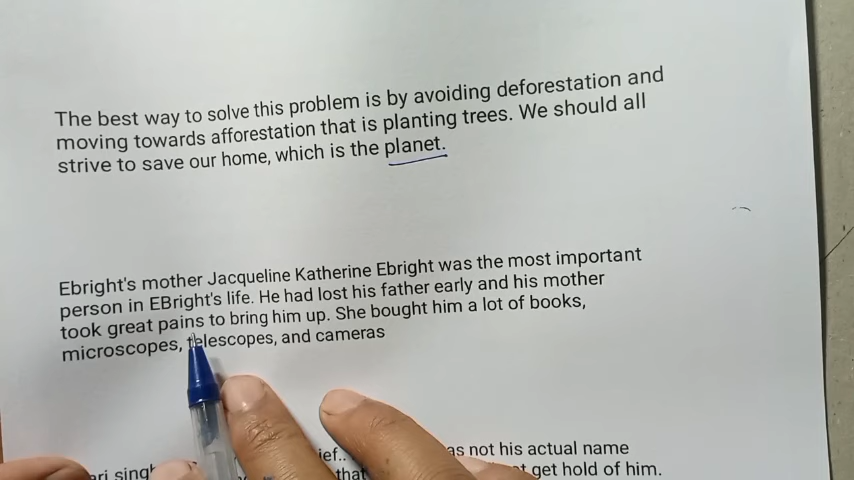 The best way to solve this problem is by avoiding deforestation and
moving towards afforestation that is planting trees. We should all
strive to save our home, which is the planet.
Ebright's mother Jacqueline Katherine Ebright was the most important
person in EBright's life. He had lost his father early and his mother
took great pains to bring him up. She bought him a lot of books,
microscopes, telescopes, and cameras
not his actual name
that get hold of him.